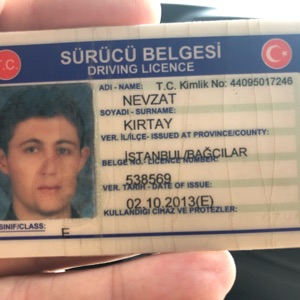 T.C.
SÜRÜCÜ BELGESİ
DRIVING LICENCE
ADI - NAME: T.C. Kimlik No: 44095017246
NEVZAT
SOYADI - SURNAME:
KIRTAY
VER. İL/İLÇE- ISSUED AT PROVINCE/COUNTY:
İSTANBUL/BAĞCILAR
BELGE NO.- LICENCE NUMBER:
538569
VER. TARİH - DATE OF ISSUE:
02.10.2013(E)
KULLANDIĞI CİHAZ VE PROTEZLER:
SINIF/CLASS: